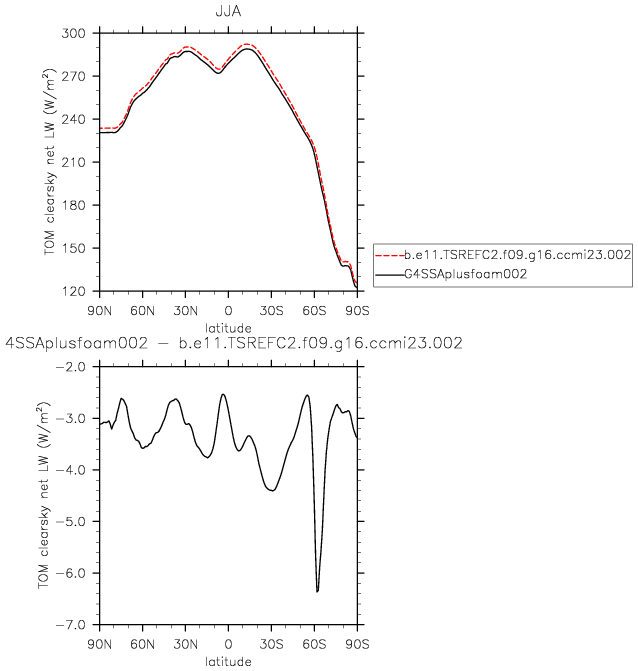 JJA
TOM clearsky net LW (W/m²)
300
270
240
210
180
150
120
90N 60N 30N 0 30S 60S 90S
latitude
b.e11.TSREFC2.f09.g16.ccmi23.002
G4SSAplusfoam002
4SSAplusfoam002 − b.e11.TSREFC2.f09.g16.ccmi23.002
TOM clearsky net LW (W/m²)
−2.0
−3.0
−4.0
−5.0
−6.0
−7.0
90N 60N 30N 0 30S 60S 90S
latitude